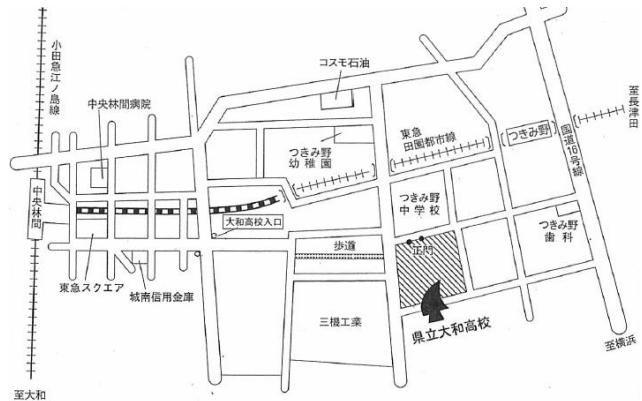 小田急江ノ島線
中央林間病院
コスモ石油
つきみ野
幼稚園
東急
田園都市線
つきみ野
国道16号線
至長津田
中央林間
大和高校入口
つきみ野
中学校
つきみ野
歯科
歩道
正門
東急スクエア
城南信用金庫
三機工業
県立大和高校
至大和
至横浜